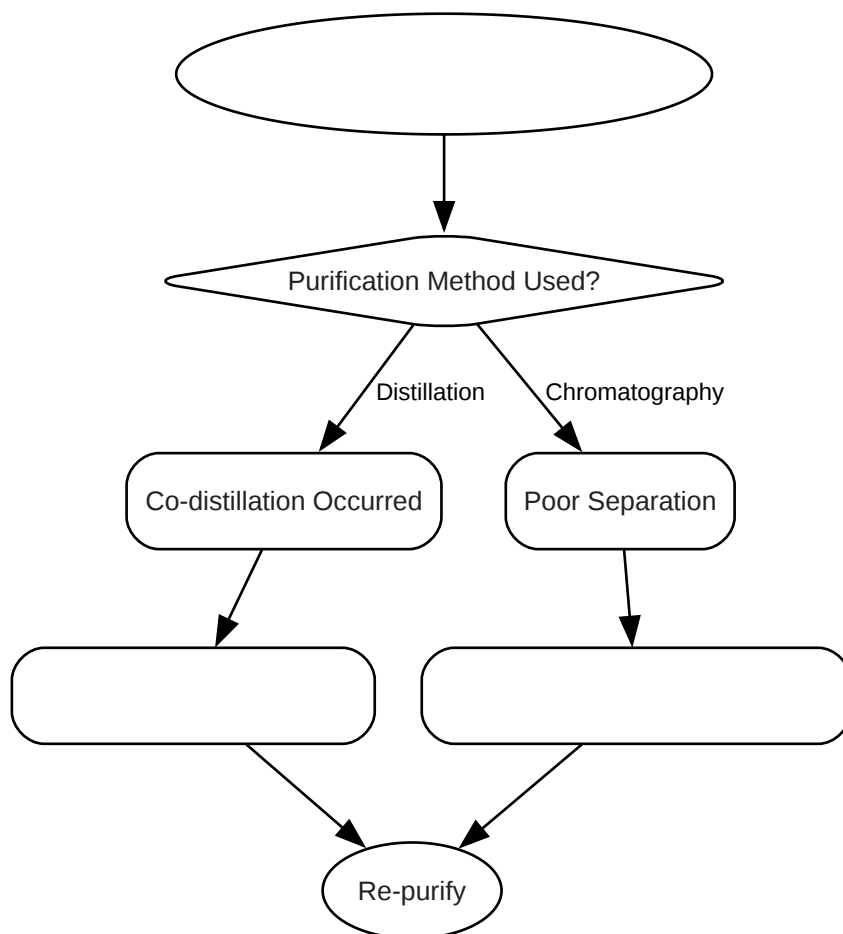 Purification Method Used?
Distillation
Chromatography
Co-distillation Occurred
Poor Separation
Re-purify